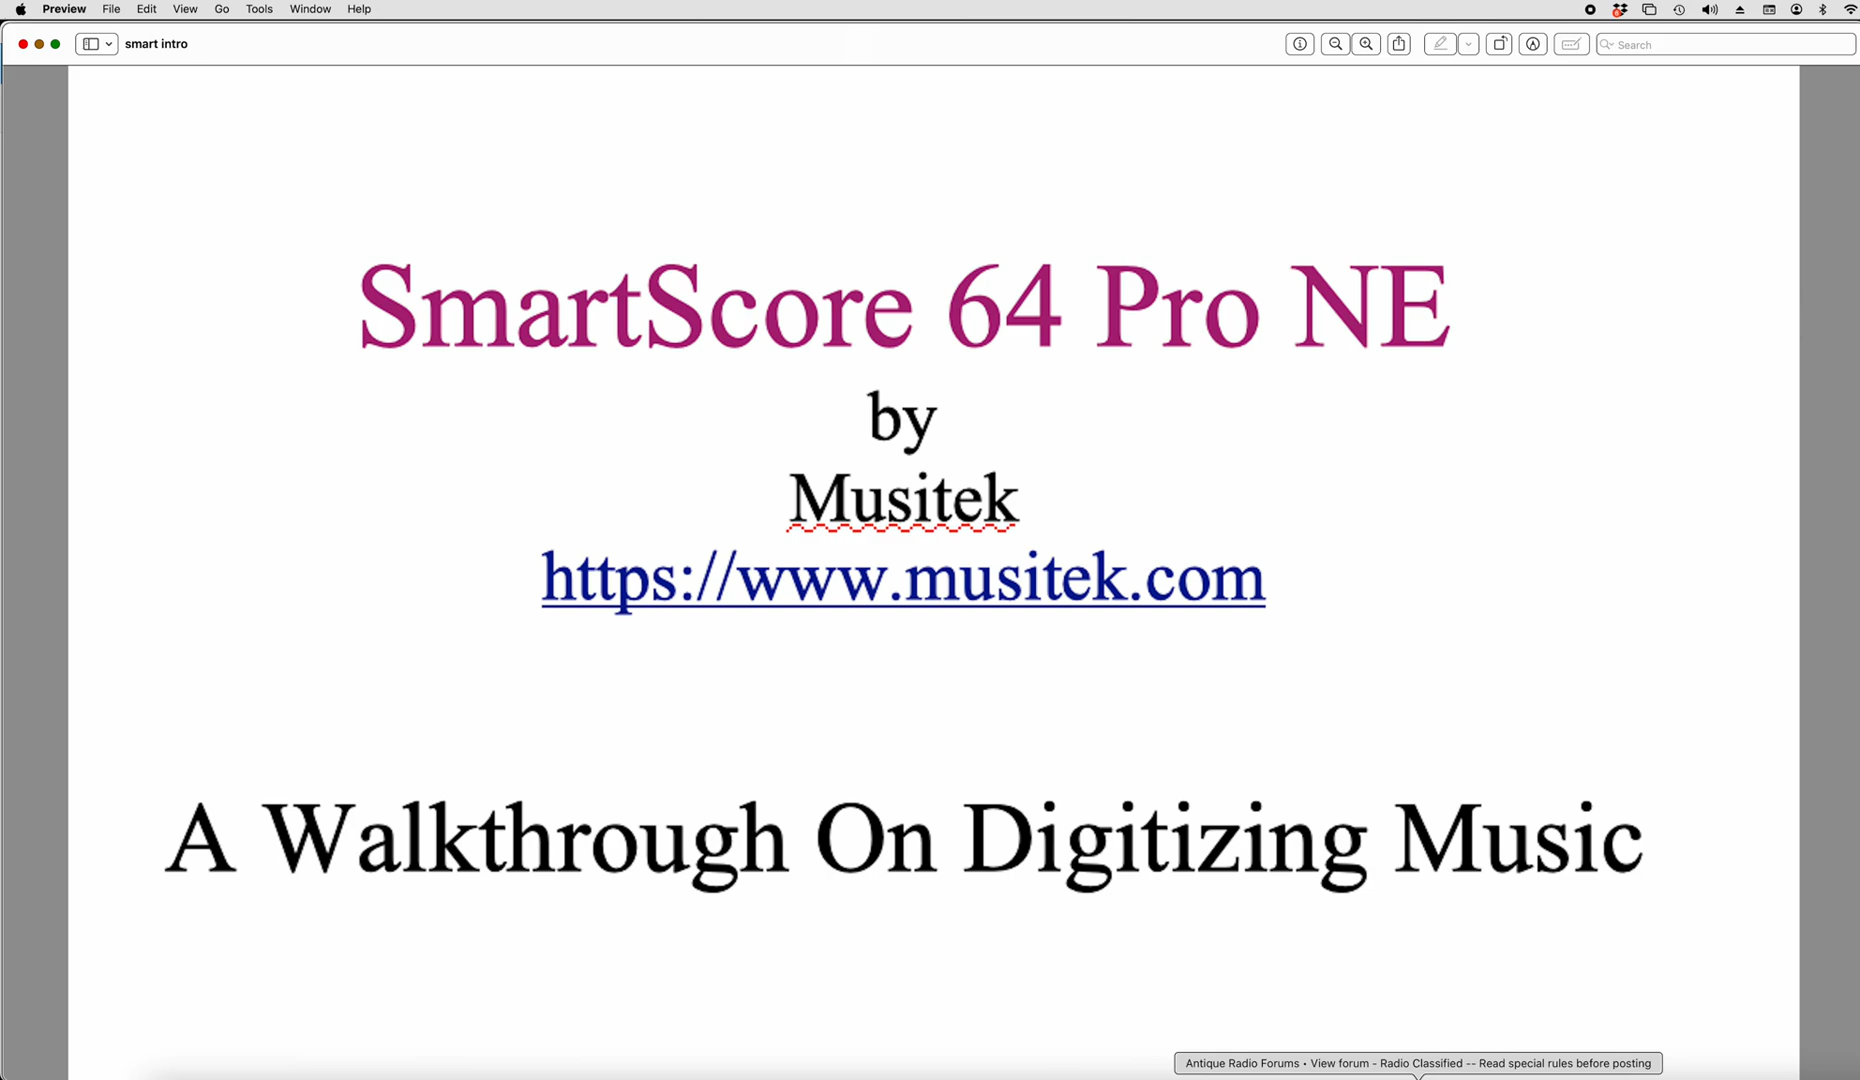 Preview File Edit View Go Tools Window Help
smart intro
Search
SmartScore 64 Pro NE
by
Musitek
https://www.musitek.com
A Walkthrough On Digitizing Music
Antique Radio Forums • View forum - Radio Classified -- Read special rules before posting